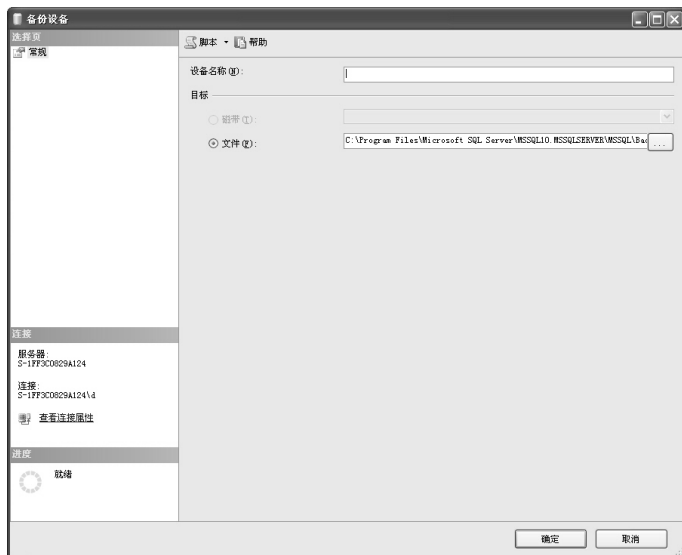 备份设备
选择页
常规
脚本 帮助
设备名称(N):
目标
磁带(T):
文件(F):
C:\Program Files\Microsoft SQL Server\MSSQL10.MSSQLSERVER\MSSQL\Bac
...
连接
服务器:
S-1FF3C0829A124
连接:
S-1FF3C0829A124\d
查看连接属性
进度
就绪
确定 取消